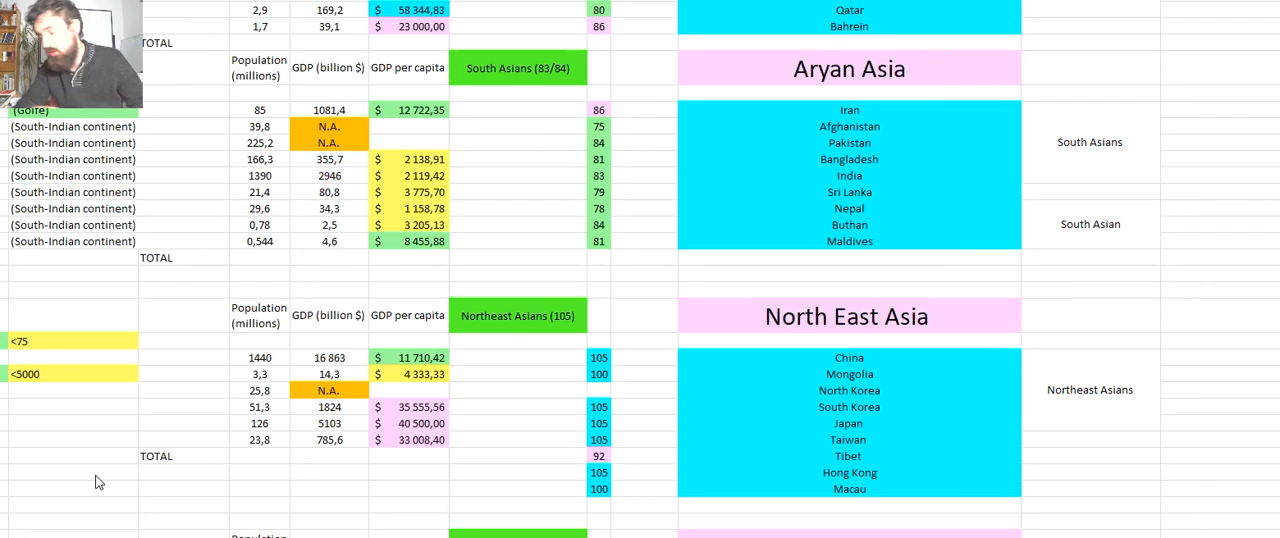 2,9 169,2 $ 58 344,83 80 Qatar
1,7 39,1 $ 23 000,00 86 Bahreïn
TOTAL
Population (millions) GDP (billion $) GDP per capita South Asians (83/84) Aryan Asia
(Golfe) 85 1081,4 $ 12 722,35 86 Iran
(South-Indian continent) 39,8 N.A. 75 Afghanistan
(South-Indian continent) 225,2 N.A. 84 Pakistan South Asians
(South-Indian continent) 166,3 355,7 $ 2 138,91 81 Bangladesh
(South-Indian continent) 1390 2946 $ 2 119,42 83 India
(South-Indian continent) 21,4 80,8 $ 3 775,70 79 Sri Lanka
(South-Indian continent) 29,6 34,3 $ 1 158,78 78 Nepal
(South-Indian continent) 0,78 2,5 $ 3 205,13 84 Buthan South Asian
(South-Indian continent) 0,544 4,6 $ 8 455,88 81 Maldives
TOTAL
Population (millions) GDP (billion $) GDP per capita Northeast Asians (105) North East Asia
<75
1440 16 863 $ 11 710,42 105 China
<5000 3,3 14,3 $ 4 333,33 100 Mongolia
25,8 N.A. North Korea Northeast Asians
51,3 1824 $ 35 555,56 105 South Korea
126 5103 $ 40 500,00 105 Japan
23,8 785,6 $ 33 008,40 105 Taiwan
TOTAL 92 Tibet
105 Hong Kong
100 Macau